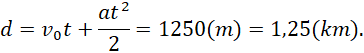 d = v₀t + at²/2 = 1250(m) = 1,25(km).